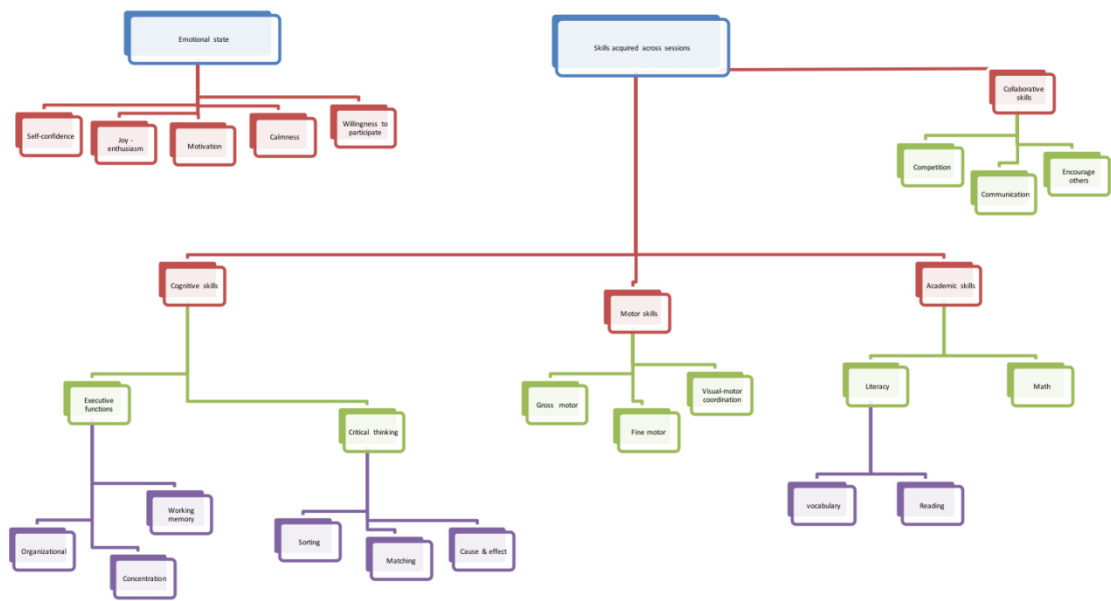 Emotional state
Skills acquired across sessions
Collaborative
skills
Self-confidence
Joy -
enthusiasm
Motivation
Calmness
Willingness to
participate
Competition
Communication
Encourage
others
Cognitive skills
Motor skills
Academic skills
Executive
functions
Critical thinking
Gross motor
Fine motor
Visual-motor
coordination
Literacy
Math
Organizational
Concentration
Working
memory
Sorting
Matching
Cause & effect
vocabulary
Reading